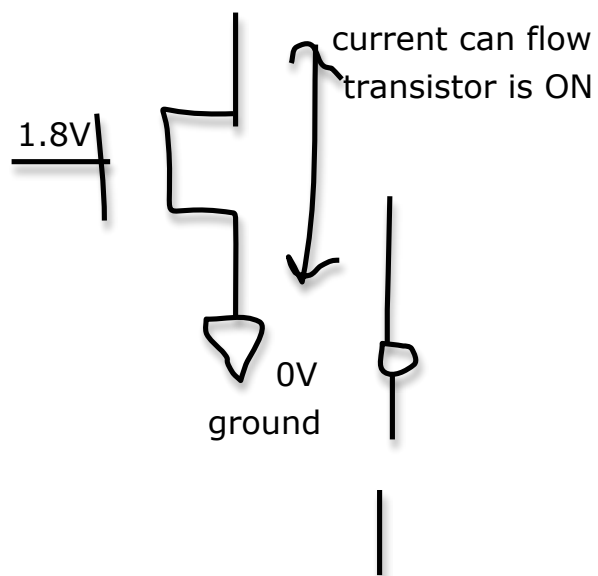 current can flow
transistor is ON
1.8V
0V
ground